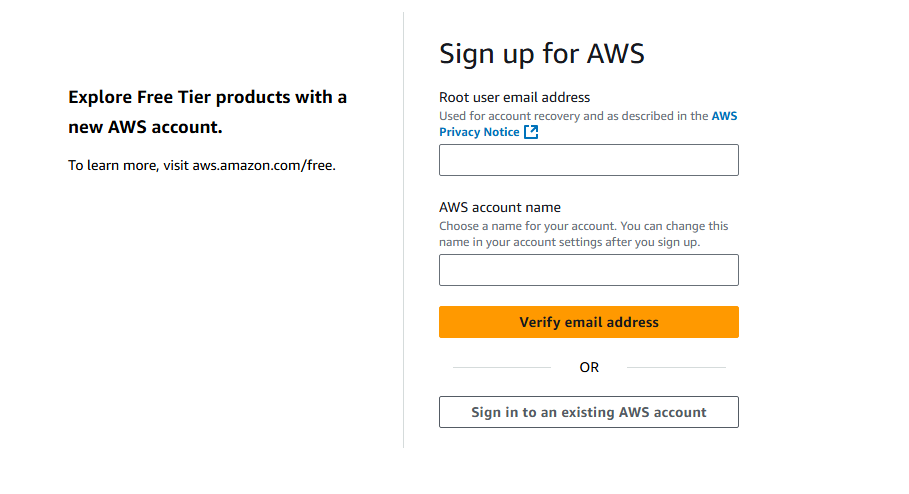 Explore Free Tier products with a
new AWS account.
To learn more, visit aws.amazon.com/free.
Sign up for AWS
Root user email address
Used for account recovery and as described in the AWS
Privacy Notice
AWS account name
Choose a name for your account. You can change this
name in your account settings after you sign up.
Verify email address
OR
Sign in to an existing AWS account